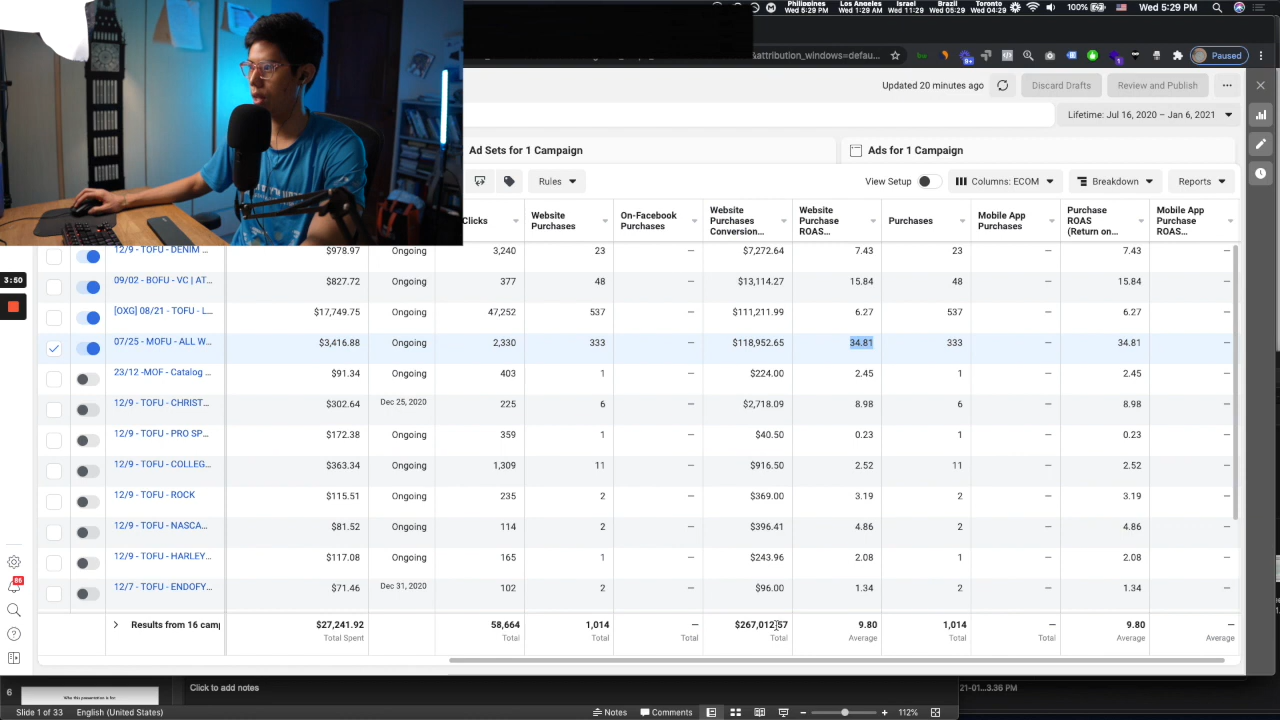 Philippines
Wed 5:29 PM
Los Angeles
Wed 1:29 AM
Israel
Wed 11:29
Brazil
Wed 05:29
Toronto
Wed 04:29
100%
Wed 5:29 PM
&attribution_windows=defau...
9+
1
Paused
Updated 20 minutes ago
Discard Drafts
Review and Publish
Lifetime: Jul 16, 2020 – Jan 6, 2021
Ad Sets for 1 Campaign
Ads for 1 Campaign
Rules
View Setup
Columns: ECOM
Breakdown
Reports
Clicks
Website Purchases
On-Facebook Purchases
Website Purchases Conversion...
Website Purchase ROAS...
Purchases
Mobile App Purchases
Purchase ROAS (Return on...
Mobile App Purchase ROAS...
12/9 - TOFU - DENIM ... $978.97 Ongoing 3,240 23 — $7,272.64 7.43 23 — 7.43 —
09/02 - BOFU - VC | AT... $827.72 Ongoing 377 48 — $13,114.27 15.84 48 — 15.84 —
[OXG] 08/21 - TOFU - L... $17,749.75 Ongoing 47,252 537 — $111,211.99 6.27 537 — 6.27 —
07/25 - MOFU - ALL W... $3,416.88 Ongoing 2,330 333 — $118,952.65 34.81 333 — 34.81 —
23/12 -MOF - Catalog ... $91.34 Ongoing 403 1 — $224.00 2.45 1 — 2.45 —
12/9 - TOFU - CHRIST... $302.64 Dec 25, 2020 225 6 — $2,718.09 8.98 6 — 8.98 —
12/9 - TOFU - PRO SP... $172.38 Ongoing 359 1 — $40.50 0.23 1 — 0.23 —
12/9 - TOFU - COLLEG... $363.34 Ongoing 1,309 11 — $916.50 2.52 11 — 2.52 —
12/9 - TOFU - ROCK $115.51 Ongoing 235 2 — $369.00 3.19 2 — 3.19 —
12/9 - TOFU - NASCA... $81.52 Ongoing 114 2 — $396.41 4.86 2 — 4.86 —
12/9 - TOFU - HARLEY... $117.08 Ongoing 165 1 — $243.96 2.08 1 — 2.08 —
12/7 - TOFU - ENDOFY... $71.46 Dec 31, 2020 102 2 — $96.00 1.34 2 — 1.34 —
Results from 16 camp $27,241.92 58,664 1,014 — $267,012.57 9.80 1,014 — 9.80 —
Total Spent Total Total Total Total Average Total Total Average Average
3:50
86
6
Why this presentation is for:
Click to add notes
21-01...3.36 PM
Slide 1 of 33
English (United States)
Notes
Comments
112%